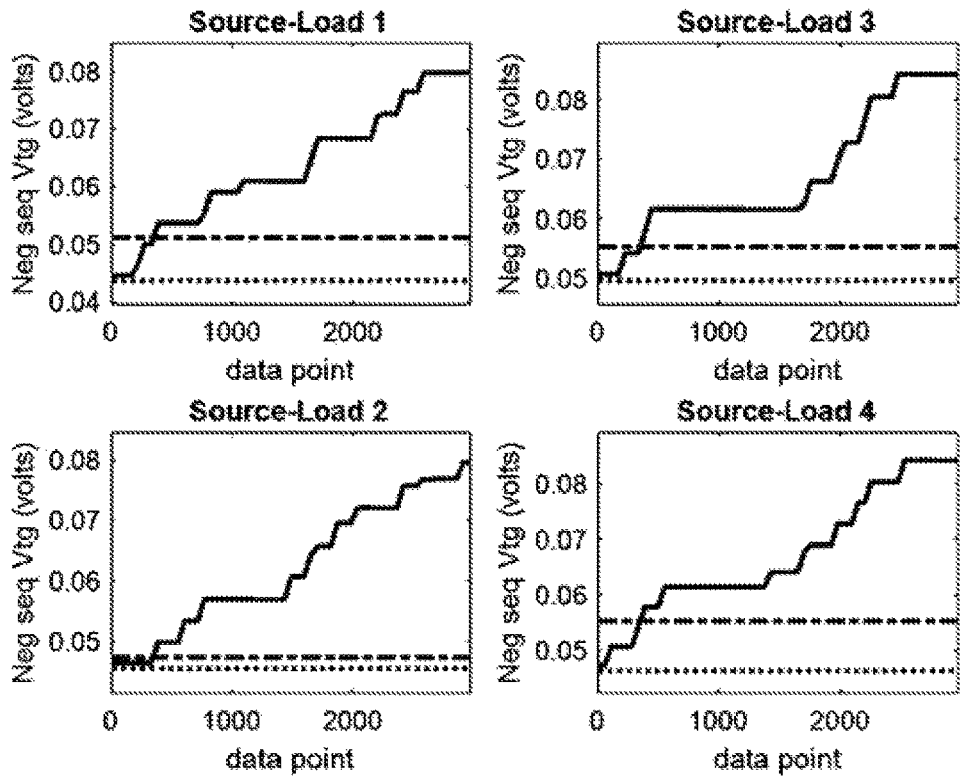 Source-Load 1
Neg seq Vtg (volts)
0.08
0.07
0.06
0.05
0.04
0
1000
2000
data point
Source-Load 3
Neg seq Vtg (volts)
0.08
0.07
0.06
0.05
0
1000
2000
data point
Source-Load 2
Neg seq Vtg (volts)
0.08
0.07
0.06
0.05
0
1000
2000
data point
Source-Load 4
Neg seq Vtg (volts)
0.08
0.07
0.06
0.05
0
1000
2000
data point